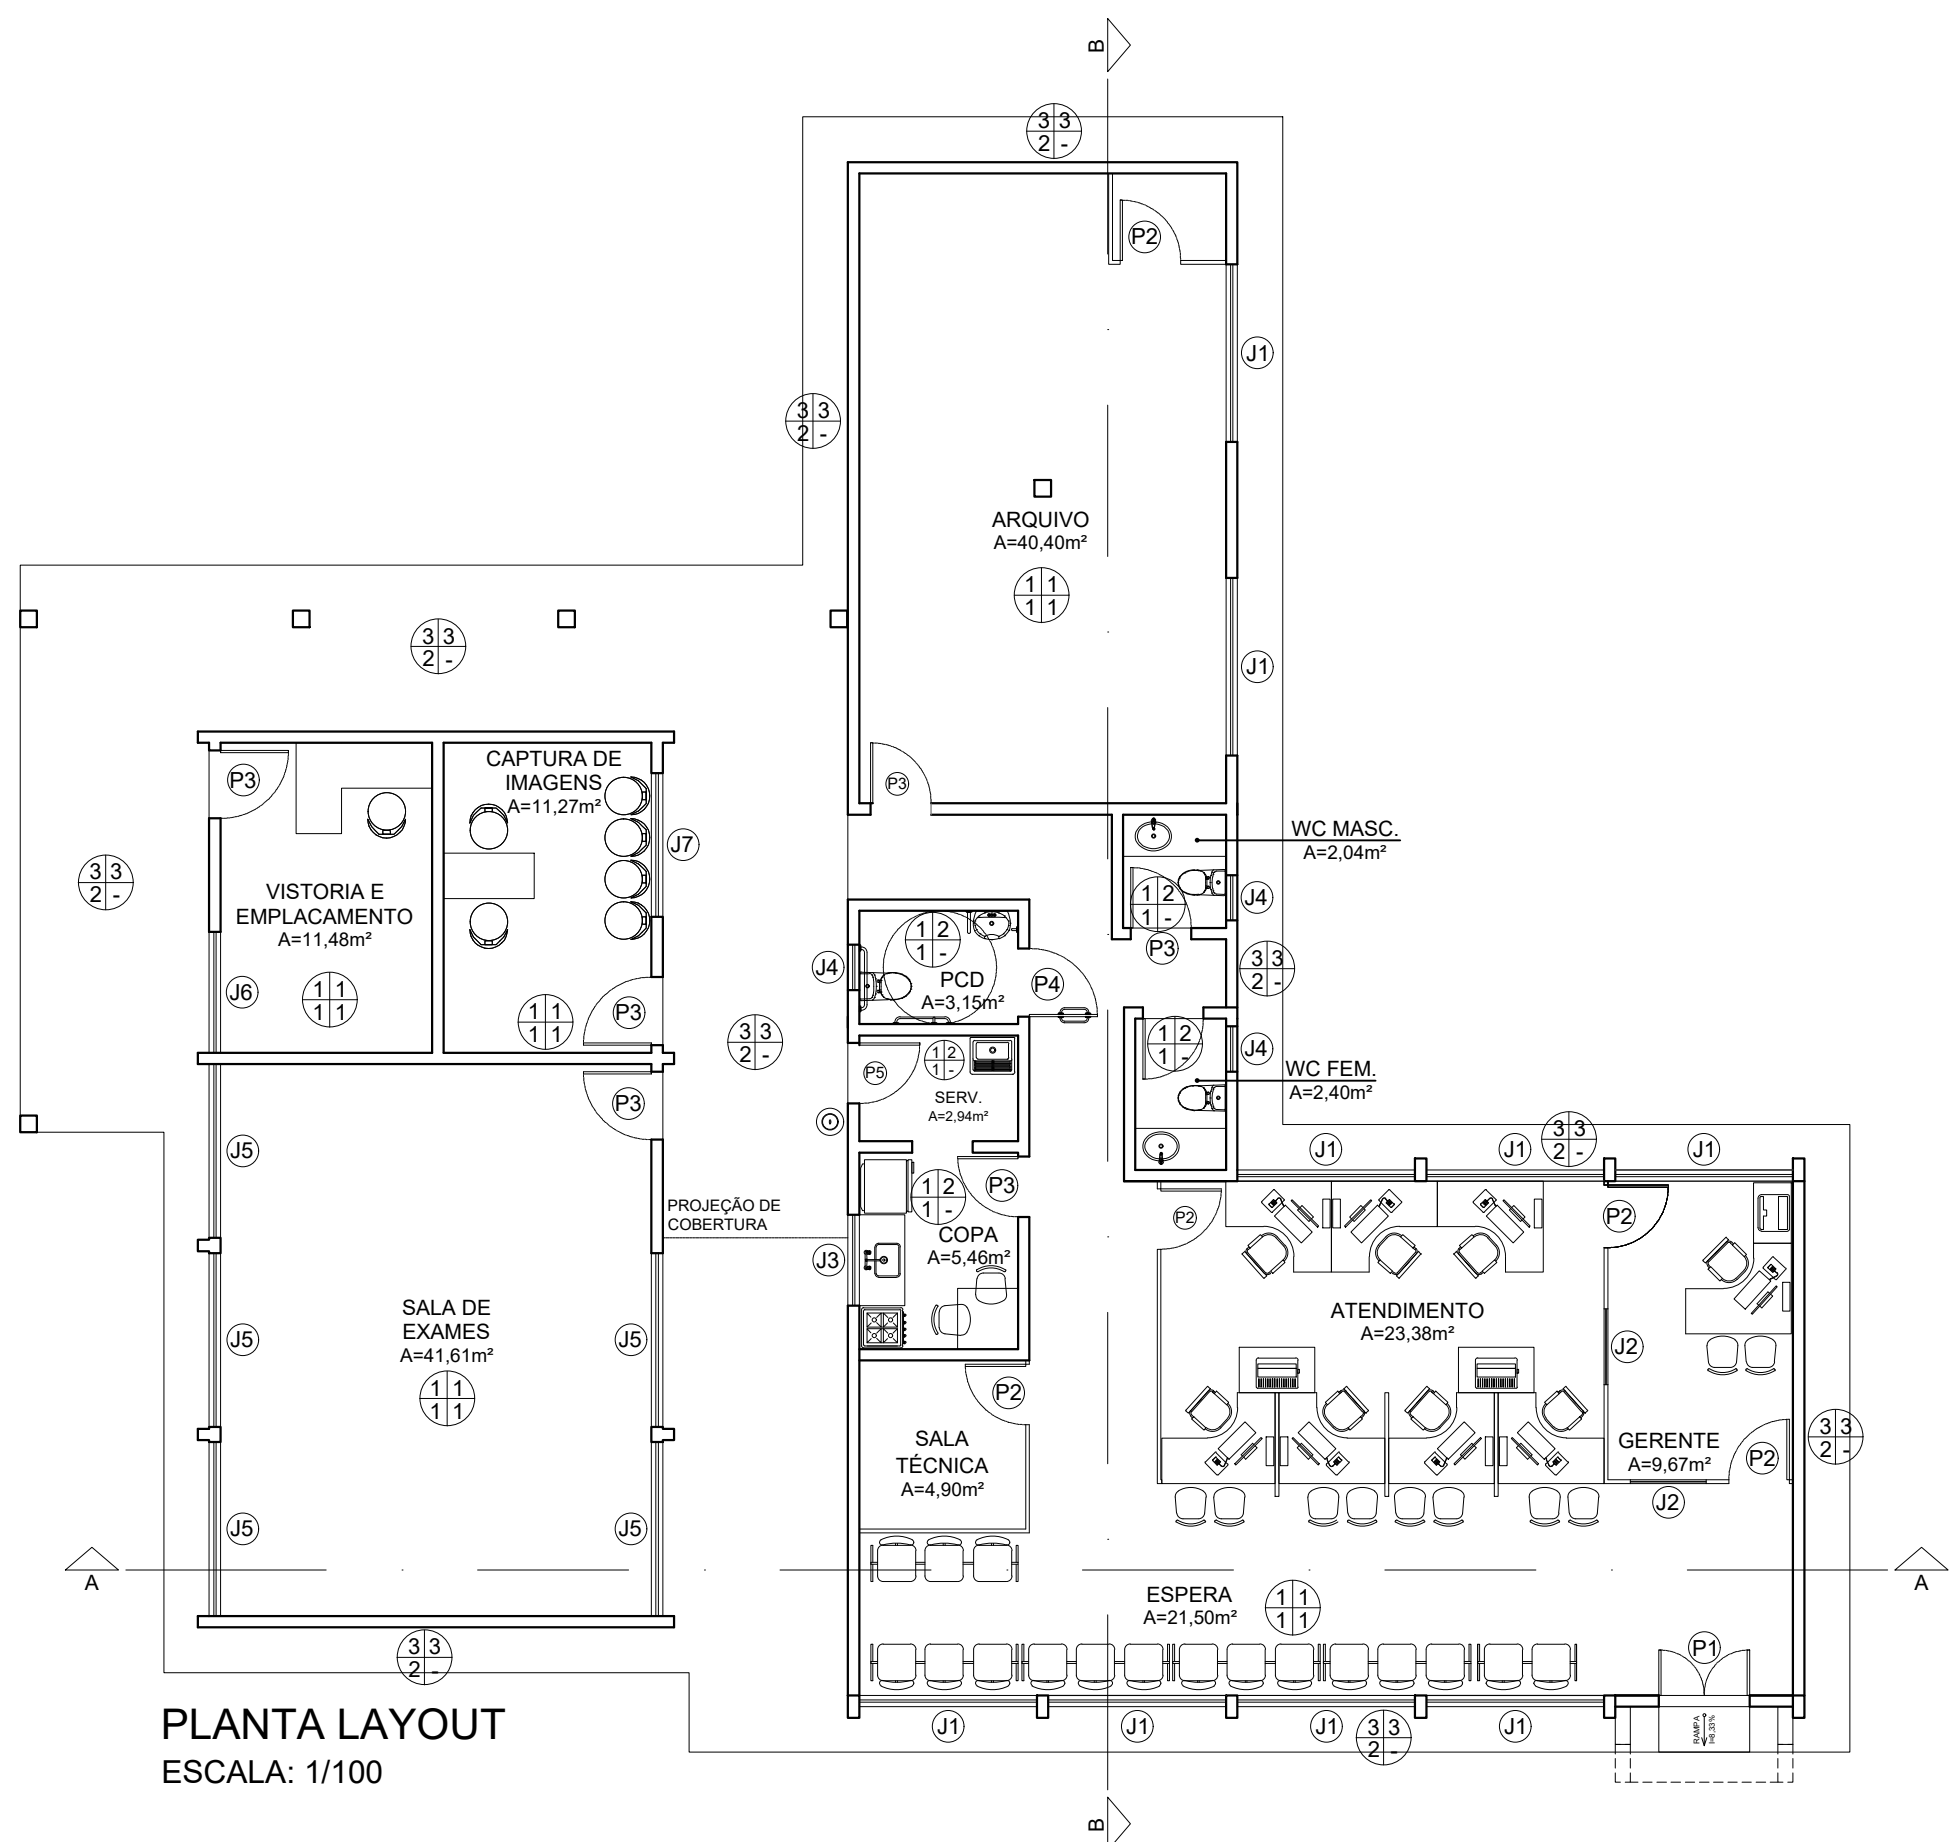 B
3 3
2 -
P2
J1
3 3
2 -
ARQUIVO
A=40,40m²
1 1
1 1
3 3
2 -
J1
P3
CAPTURA DE
IMAGENS
A=11,27m²
P3
J7
WC MASC.
A=2,04m²
3 3
2 -
VISTORIA E
EMPLACAMENTO
A=11,48m²
1 2
1 -
J4
P3
1 2
1 -
J4
PCD
A=3,15m²
P4
3 3
2 -
J6
1 1
1 1
1 1
1 1
P3
3 3
2 -
1 2
1 -
J4
P5
1 2
1 -
SERV.
A=2,94m²
WC FEM.
A=2,40m²
P3
J5
J1
J1
3 3
2 -
J1
PROJEÇÃO DE
COBERTURA
1 2
1 -
P3
COPA
A=5,46m²
J3
P2
P2
SALA DE
EXAMES
A=41,61m²
1 1
1 1
J5
J5
ATENDIMENTO
A=23,38m²
J2
P2
SALA
TÉCNICA
A=4,90m²
GERENTE
A=9,67m²
P2
3 3
2 -
J2
J5
J5
A
A
ESPERA
A=21,50m²
1 1
1 1
3 3
2 -
P1
J1
J1
J1
3 3
2 -
J1
RAMPA
i=8,33%
PLANTA LAYOUT
ESCALA: 1/100
B